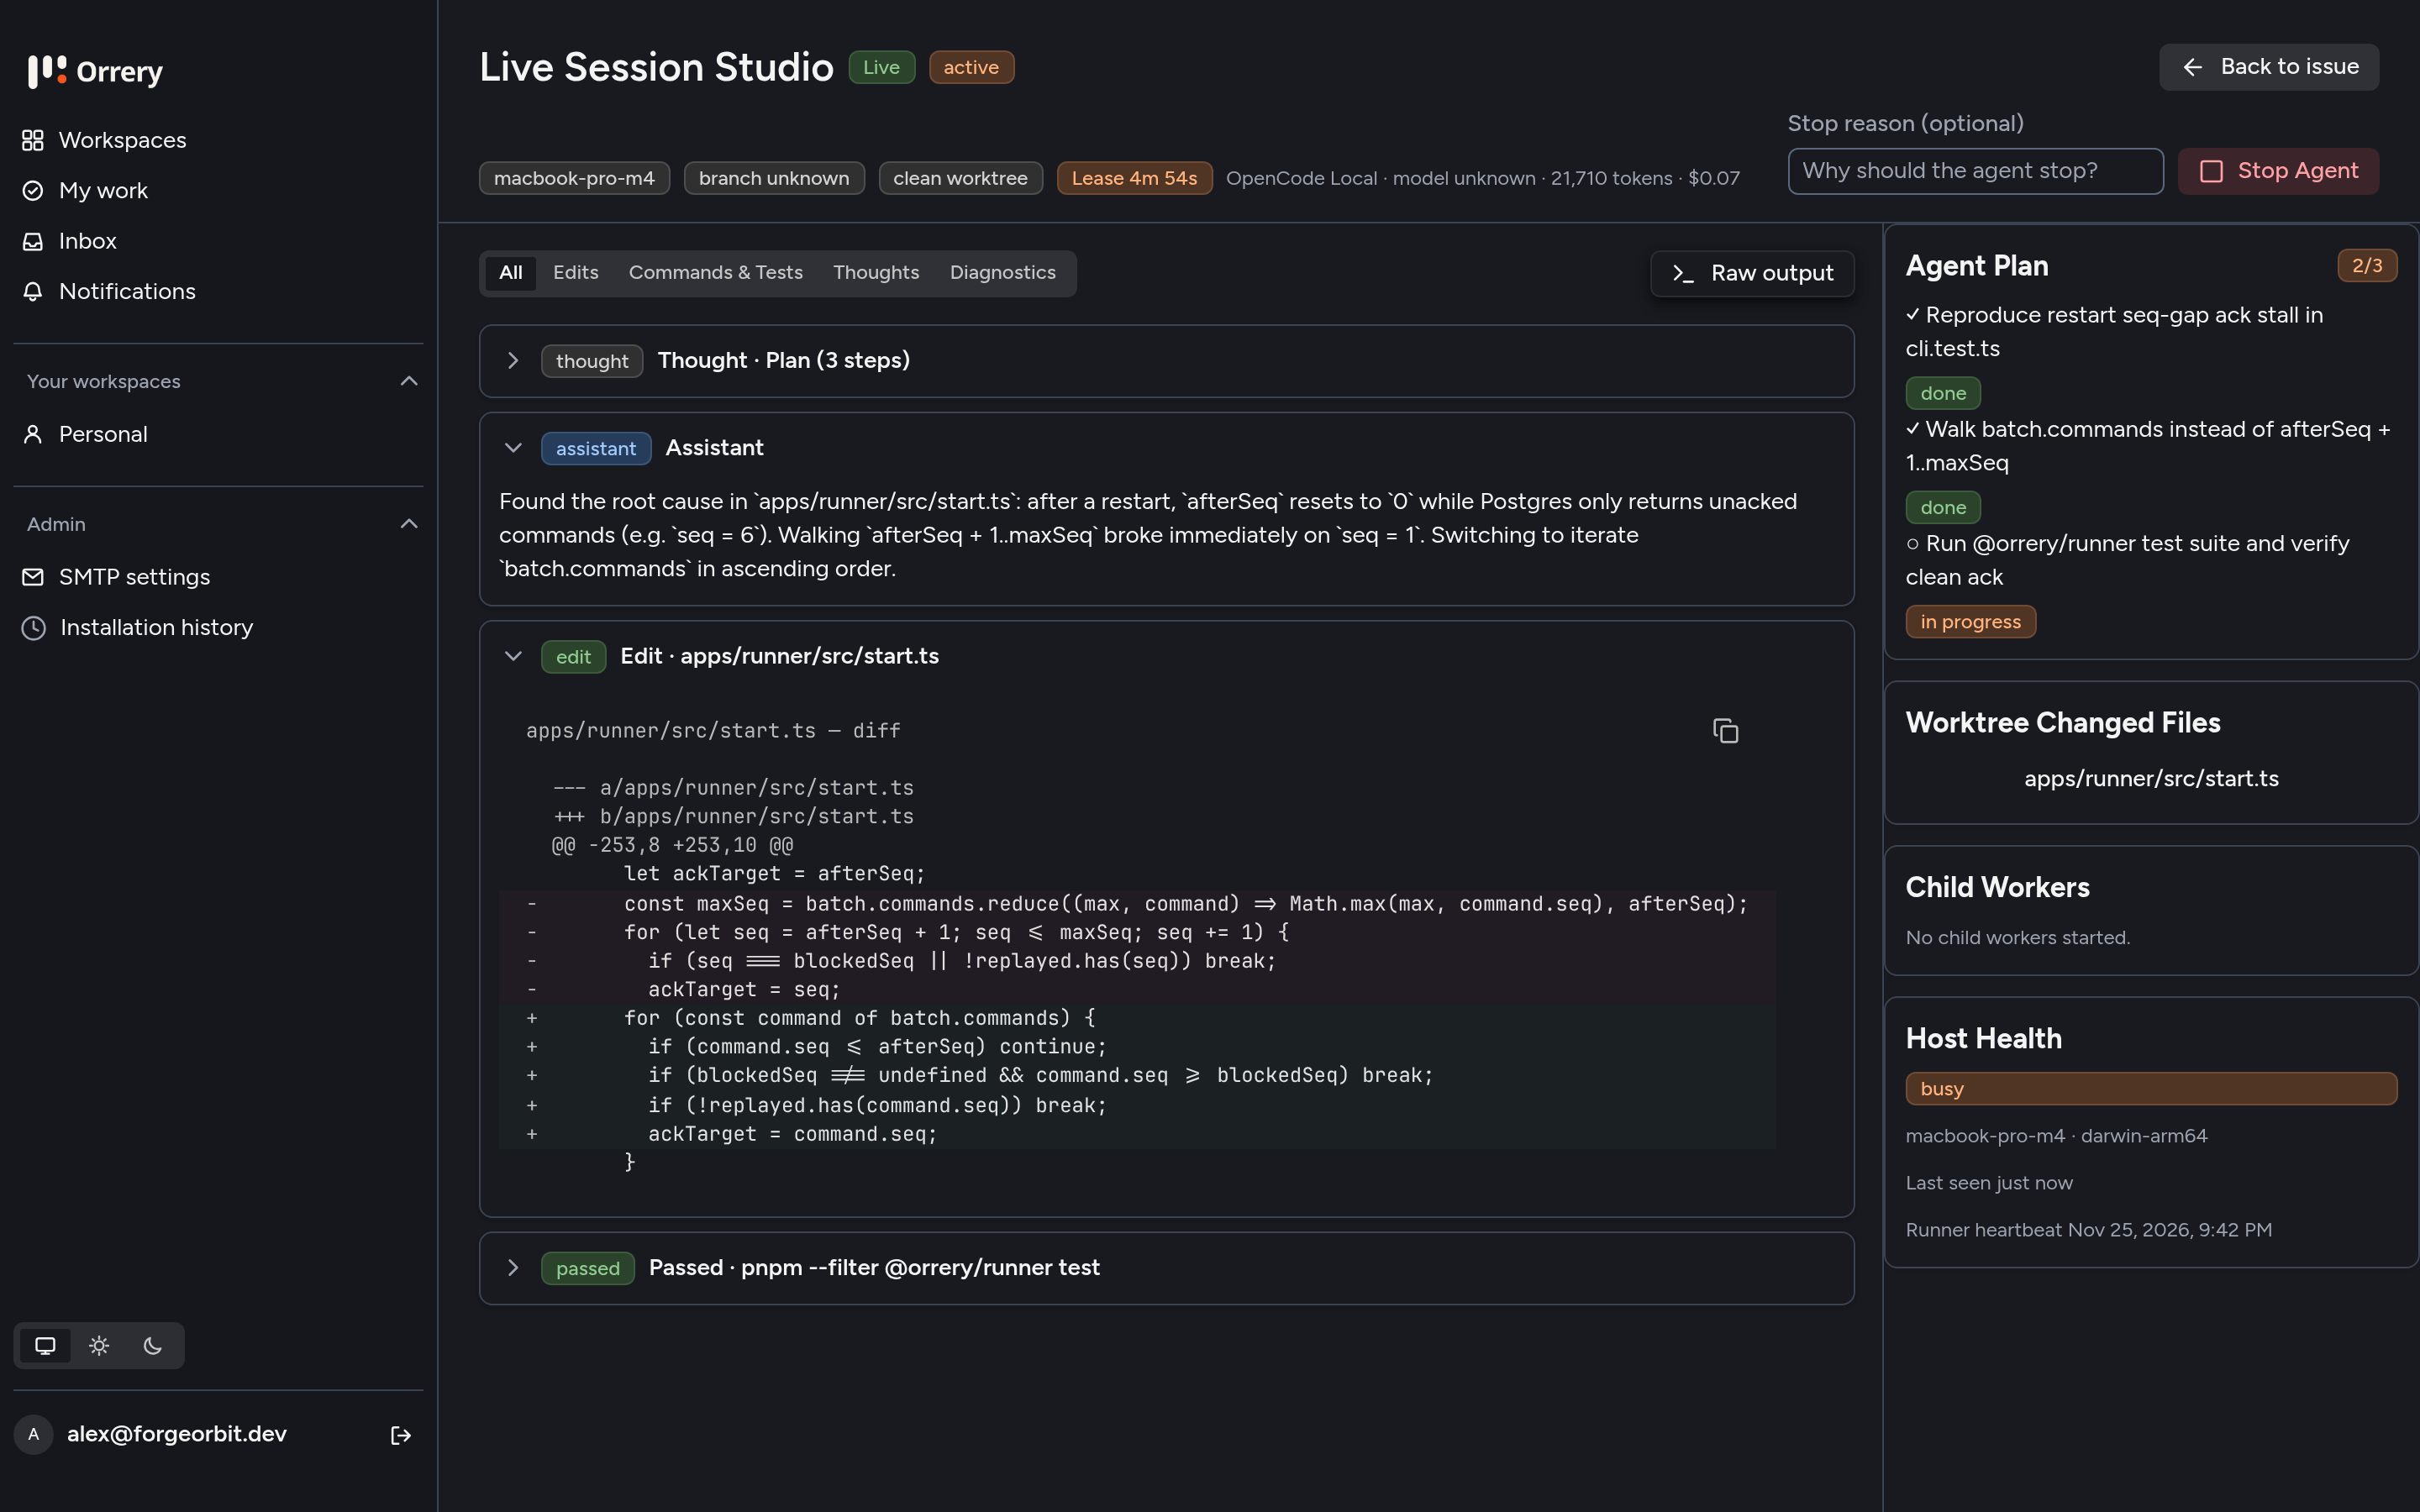 Orrery
Workspaces
My work
Inbox
Notifications
Your workspaces
Personal
Admin
SMTP settings
Installation history
A
alex@forgeorbit.dev
Live Session Studio
Live
active
Back to issue
macbook-pro-m4
branch unknown
clean worktree
Lease 4m 54s
OpenCode Local · model unknown · 21,710 tokens · $0.07
Stop reason (optional)
Why should the agent stop?
Stop Agent
All
Edits
Commands & Tests
Thoughts
Diagnostics
Raw output
thought
Thought · Plan (3 steps)
assistant
Assistant
Found the root cause in `apps/runner/src/start.ts`: after a restart, `afterSeq` resets to `0` while Postgres only returns unacked
commands (e.g. `seq = 6`). Walking `afterSeq + 1..maxSeq` broke immediately on `seq = 1`. Switching to iterate
`batch.commands` in ascending order.
edit
Edit · apps/runner/src/start.ts
apps/runner/src/start.ts — diff
--- a/apps/runner/src/start.ts
+++ b/apps/runner/src/start.ts
@@ -253,8 +253,10 @@
let ackTarget = afterSeq;
- const maxSeq = batch.commands.reduce((max, command) => Math.max(max, command.seq), afterSeq);
- for (let seq = afterSeq + 1; seq <= maxSeq; seq += 1) {
- if (seq === blockedSeq || !replayed.has(seq)) break;
- ackTarget = seq;
+ for (const command of batch.commands) {
+ if (command.seq <= afterSeq) continue;
+ if (blockedSeq !== undefined && command.seq >= blockedSeq) break;
+ if (!replayed.has(command.seq)) break;
+ ackTarget = command.seq;
}
passed
Passed · pnpm --filter @orrery/runner test
Agent Plan
2/3
✓ Reproduce restart seq-gap ack stall in
cli.test.ts
done
✓ Walk batch.commands instead of afterSeq +
1..maxSeq
done
○ Run @orrery/runner test suite and verify
clean ack
in progress
Worktree Changed Files
apps/runner/src/start.ts
Child Workers
No child workers started.
Host Health
busy
macbook-pro-m4 · darwin-arm64
Last seen just now
Runner heartbeat Nov 25, 2026, 9:42 PM